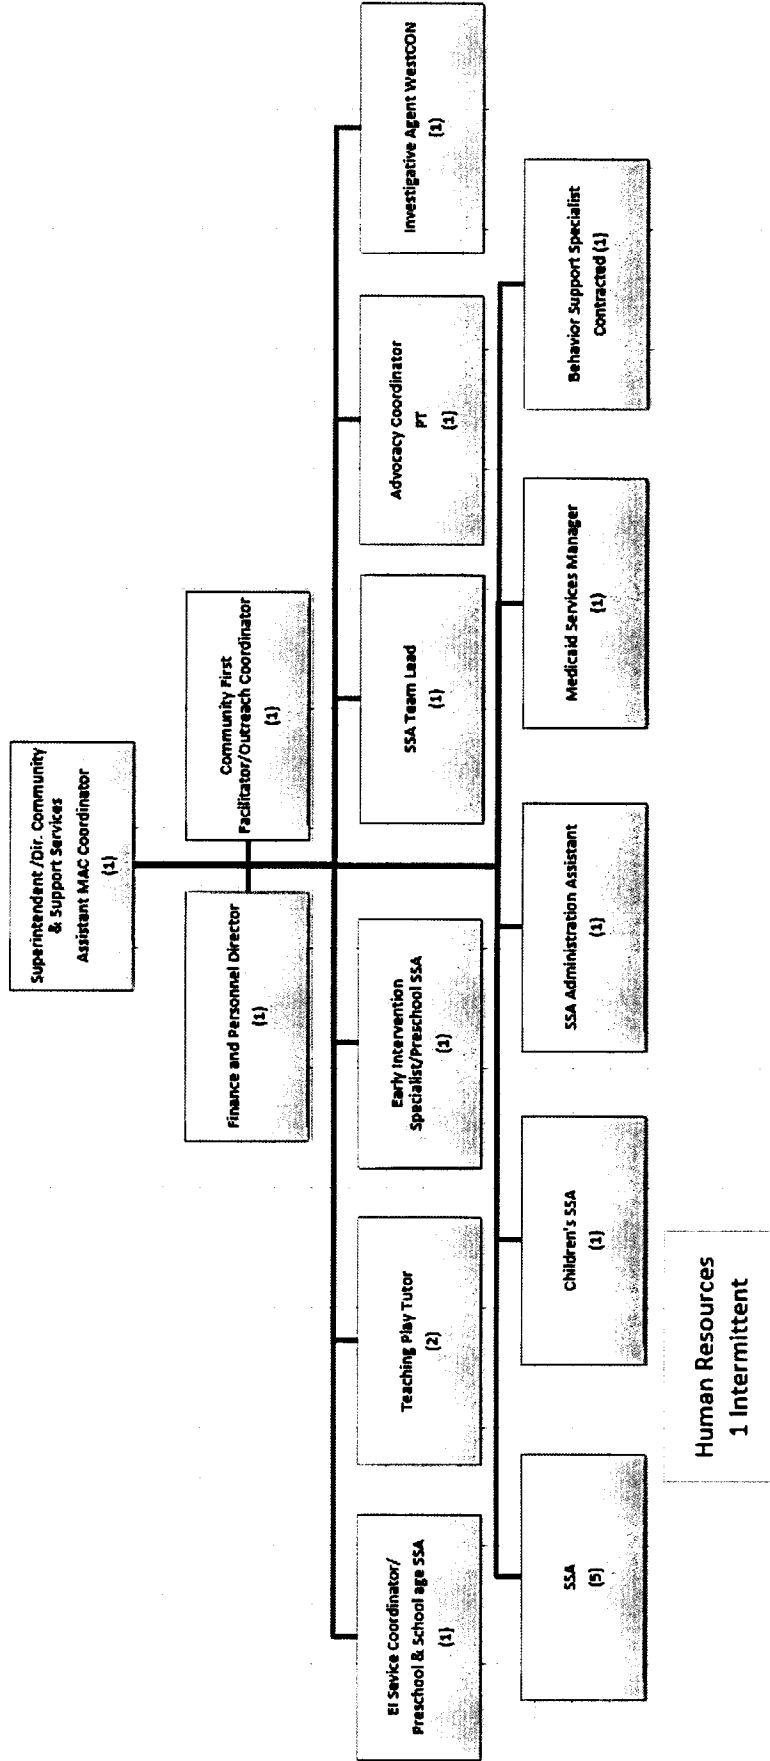 Superintendent /Dir. Community
& Support Services
Assistant MAC Coordinator
(1)
Finance and Personnel Director
(1)
Community First
Facilitator/Outreach Coordinator
(1)
EI Sevice Coordinator/
Preschool & School age SSA
(1)
Teaching Play Tutor
(2)
Early Intervention
Specialist/Preschool SSA
(1)
SSA Team Lead
(1)
Advocacy Coordinator
PT
(1)
Investigative Agent WestCON
(1)
SSA
(5)
Children's SSA
(1)
SSA Administration Assistant
(1)
Medicaid Services Manager
(1)
Behavior Support Specialist
Contracted (1)
Human Resources
1 Intermittent